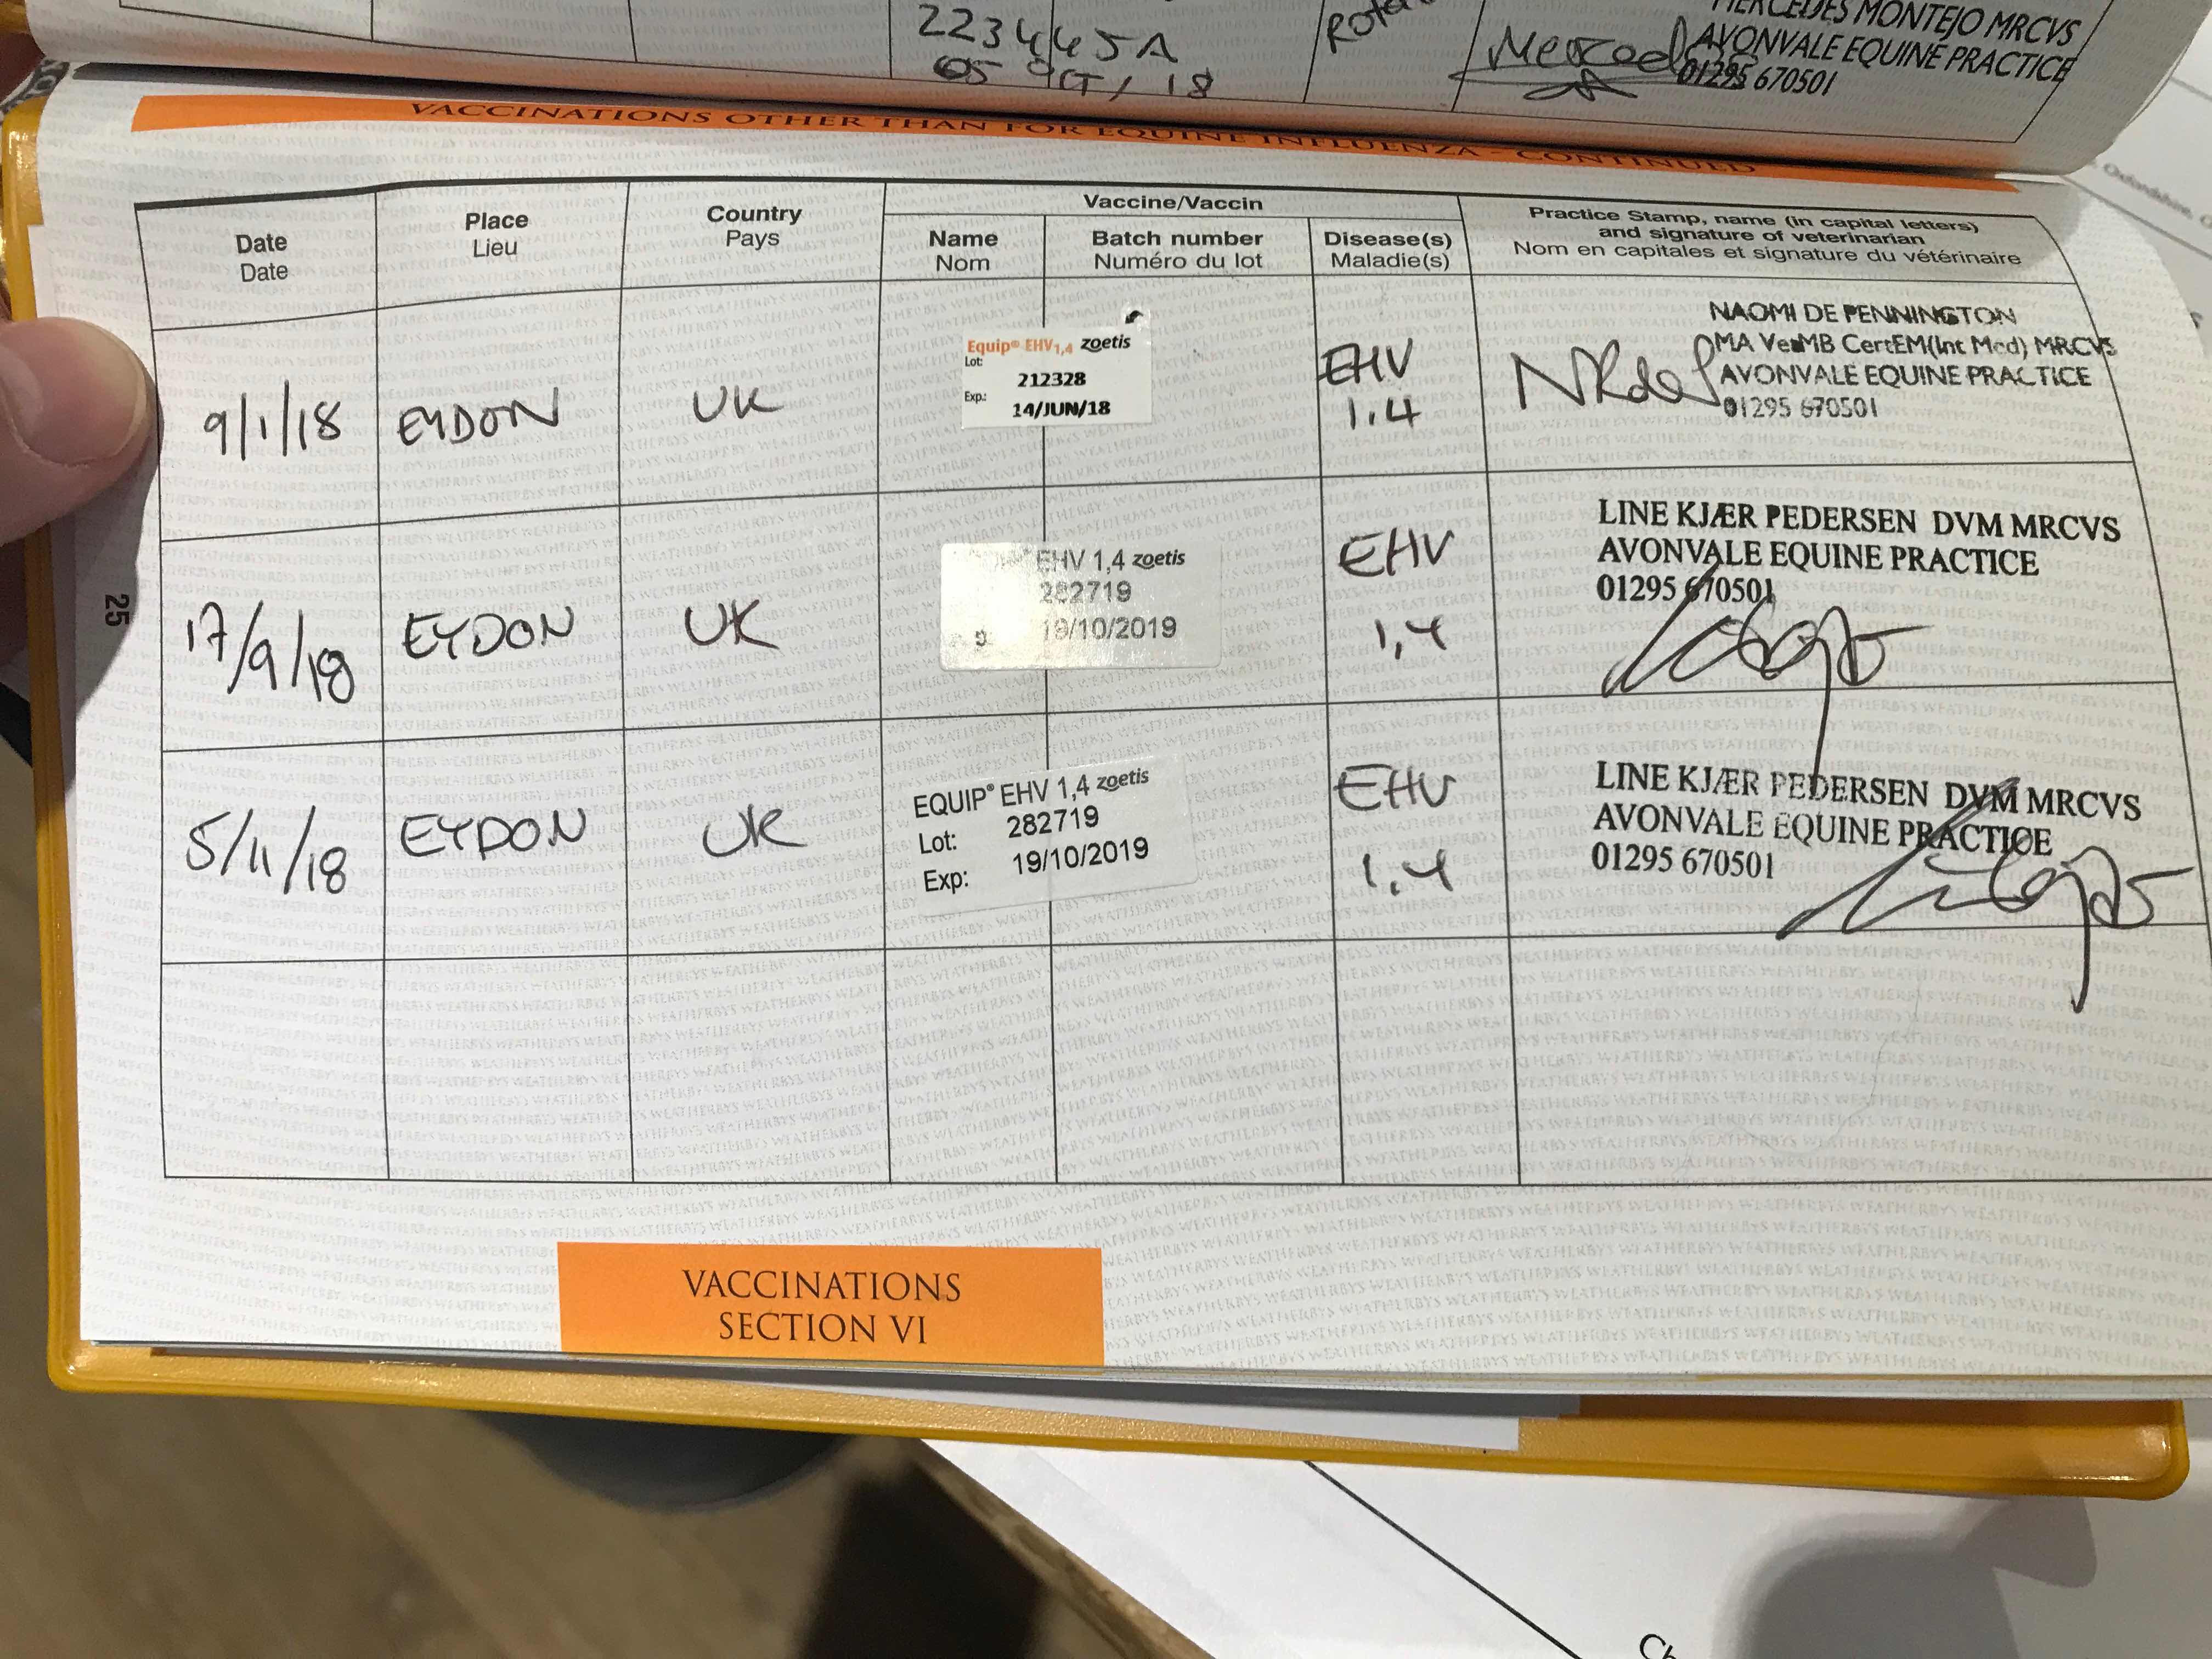 223445A
05 OCT/18
MERCEDES MONTEJO MRCVS
AVONVALE EQUINE PRACTICE
01295 670501
VACCINATIONS OTHER THAN FOR EQUINE INFLUENZA - CONTINUED
Date
Date
Place
Lieu
Country
Pays
Vaccine/Vaccin
Name
Nom
Batch number
Numéro du lot
Disease(s)
Maladie(s)
Practice Stamp, name (in capital letters)
and signature of veterinarian
Nom en capitales et signature du vétérinaire
9/1/18
EYDON
UK
Equip® EHV1,4 zoetis
Lot:
212328
Exp:
14/JUN/18
EHV
1.4
NAOMI DE PENNINGTON
MA VetMB CertEM(Int Med) MRCVS
AVONVALE EQUINE PRACTICE
01295 670501
17/9/18
EYDON
UK
EHV 1,4 zoetis
282719
19/10/2019
EHV
1,4
LINE KJÆR PEDERSEN DVM MRCVS
AVONVALE EQUINE PRACTICE
01295 670501
5/11/18
EYDON
UK
EQUIP® EHV 1,4 zoetis
Lot: 282719
Exp: 19/10/2019
EHV
1,4
LINE KJÆR PEDERSEN DVM MRCVS
AVONVALE EQUINE PRACTICE
01295 670501
25
VACCINATIONS
SECTION VI
Oxfordshire,